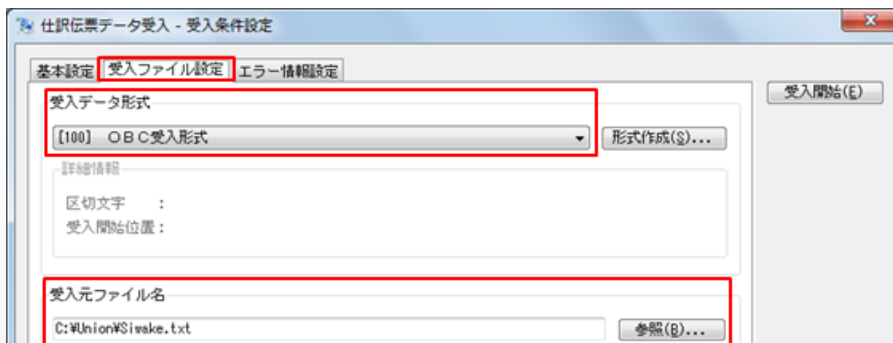 仕訳伝票データ受入 - 受入条件設定
基本設定 受入ファイル設定 エラー情報設定
受入開始(E)
受入データ形式
[100] OBC受入形式
形式作成(S)...
詳細情報
区切文字 :
受入開始位置 :
受入元ファイル名
C:¥Union¥Siwake.txt
参照(B)...